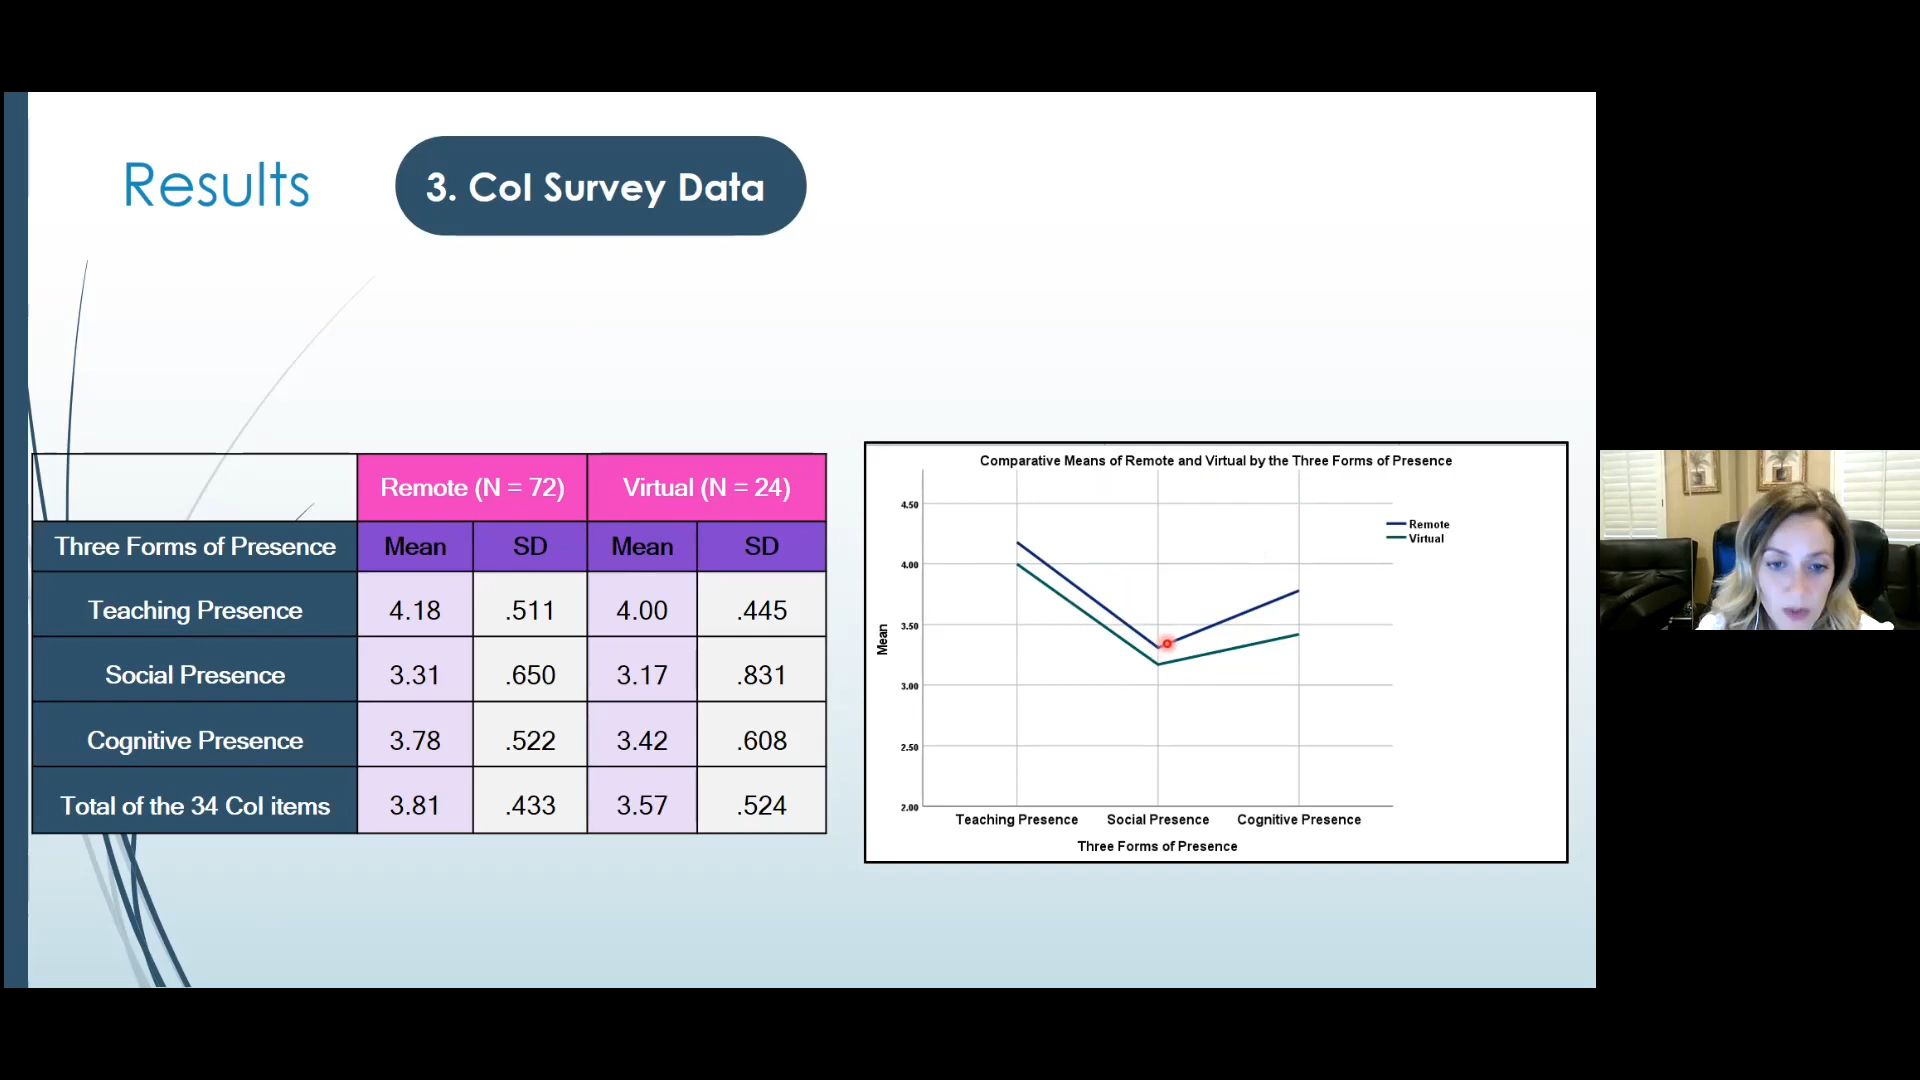 Results
3. CoI Survey Data
Remote (N = 72) Virtual (N = 24)
Three Forms of Presence Mean SD Mean SD
Teaching Presence 4.18 .511 4.00 .445
Social Presence 3.31 .650 3.17 .831
Cognitive Presence 3.78 .522 3.42 .608
Total of the 34 CoI items 3.81 .433 3.57 .524
Comparative Means of Remote and Virtual by the Three Forms of Presence
4.50
4.00
3.50
3.00
2.50
2.00
Mean
Remote
Virtual
Teaching Presence Social Presence Cognitive Presence
Three Forms of Presence